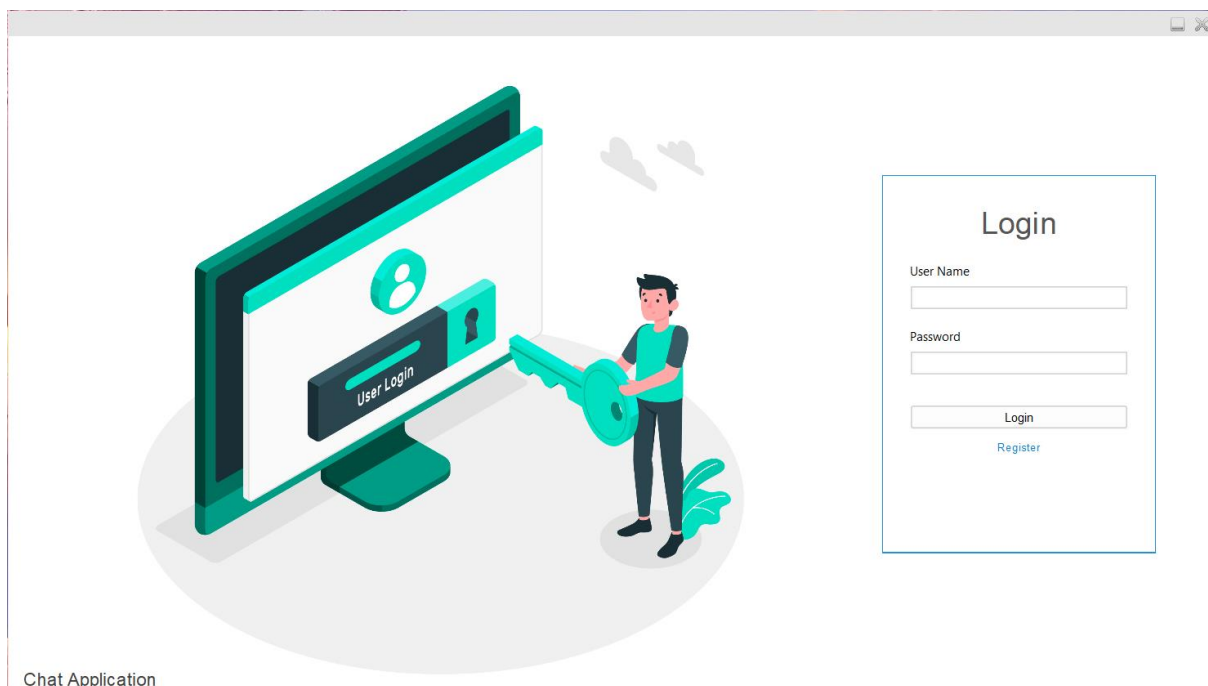 User Login
Login
User Name
Password
Login
Register
Chat Application